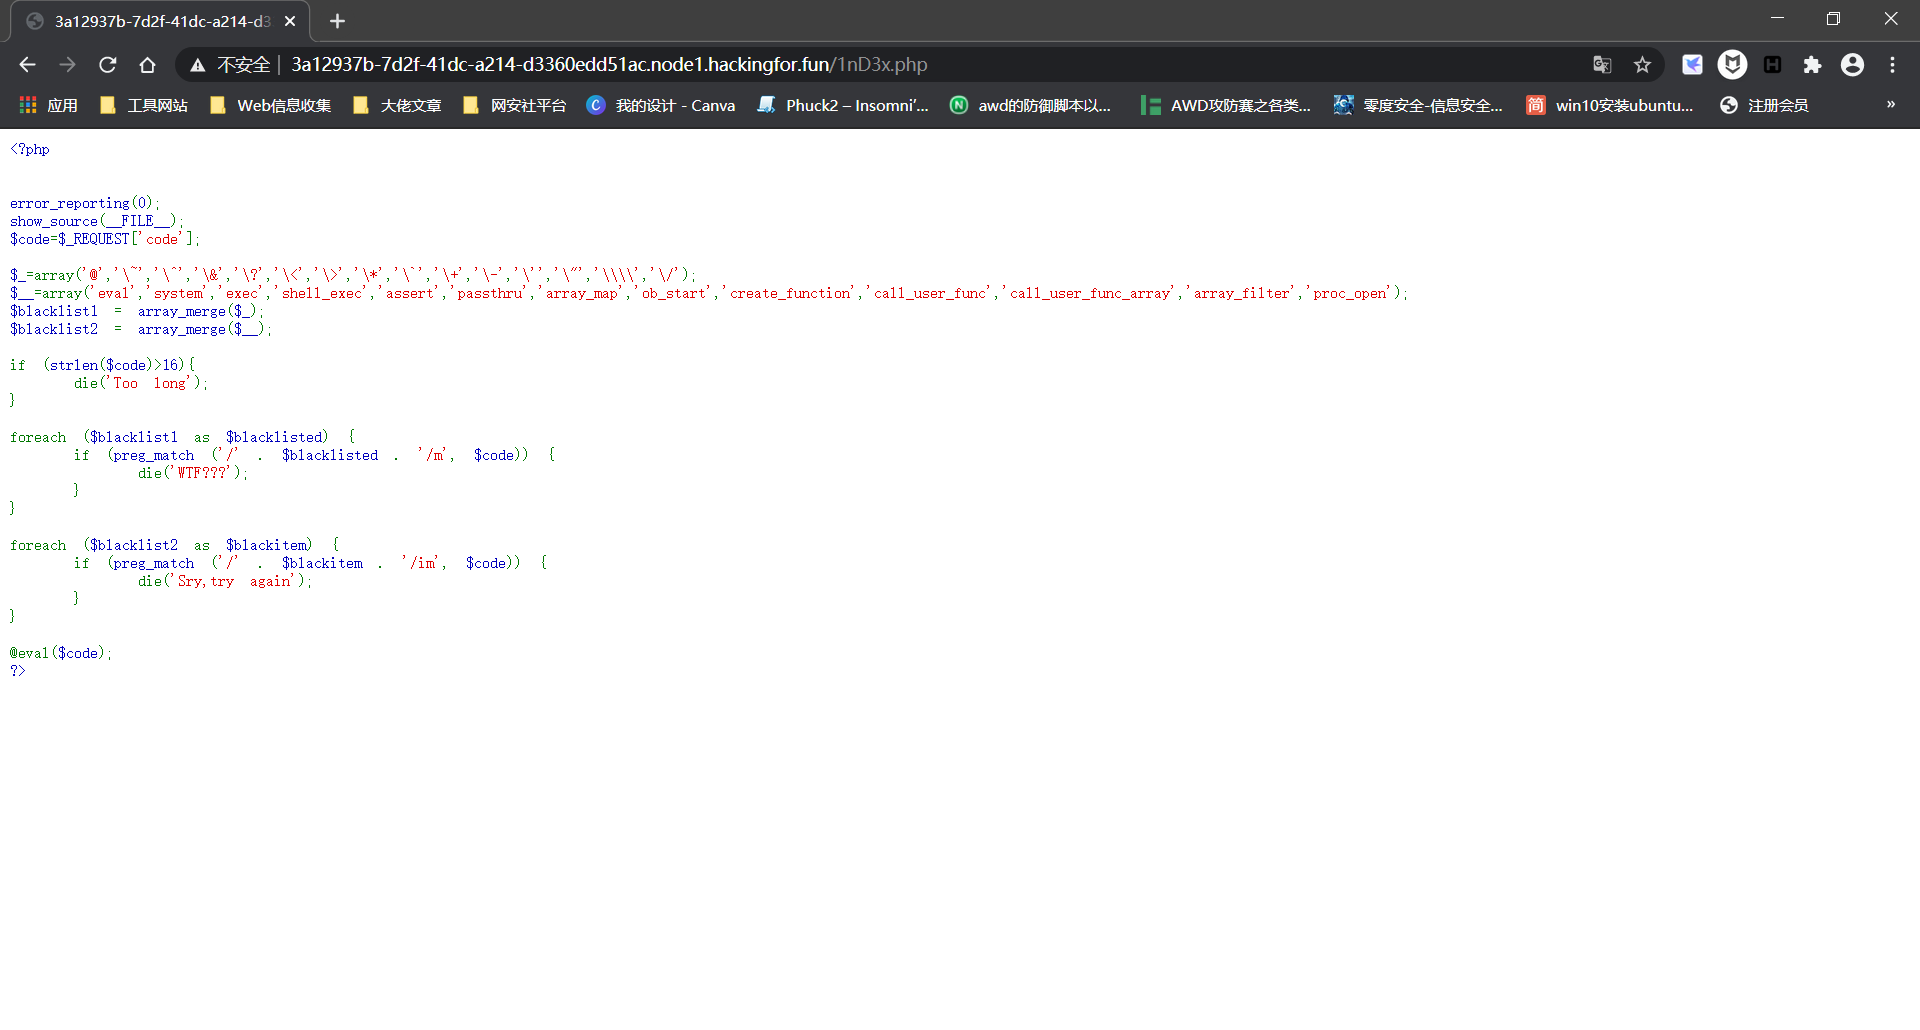 3a12937b-7d2f-41dc-a214-d3
不安全 | 3a12937b-7d2f-41dc-a214-d3360edd51ac.node1.hackingfor.fun/1nD3x.php
应用 工具网站 Web信息收集 大佬文章 网安社平台 我的设计 - Canva Phuck2 – Insomni'... awd的防御脚本以... AWD攻防赛之各类... 零度安全-信息安全... 简 win10安装ubuntu... 注册会员 »
<?php
error_reporting(0);
show_source(__FILE__);
$code=$_REQUEST['code'];
$_=array('@','\~','\^','\&','\?','\<','\>','\*','\`','\+','\-','\'','\"','\\\\','\/');
$__=array('eval','system','exec','shell_exec','assert','passthru','array_map','ob_start','create_function','call_user_func','call_user_func_array','array_filter','proc_open');
$blacklist1 = array_merge($_);
$blacklist2 = array_merge($__);
if (strlen($code)>16){
die('Too long');
}
foreach ($blacklist1 as $blacklisted) {
if (preg_match ('/' . $blacklisted . '/m', $code)) {
die('WTF???');
}
}
foreach ($blacklist2 as $blackitem) {
if (preg_match ('/' . $blackitem . '/im', $code)) {
die('Sry,try again');
}
}
@eval($code);
?>